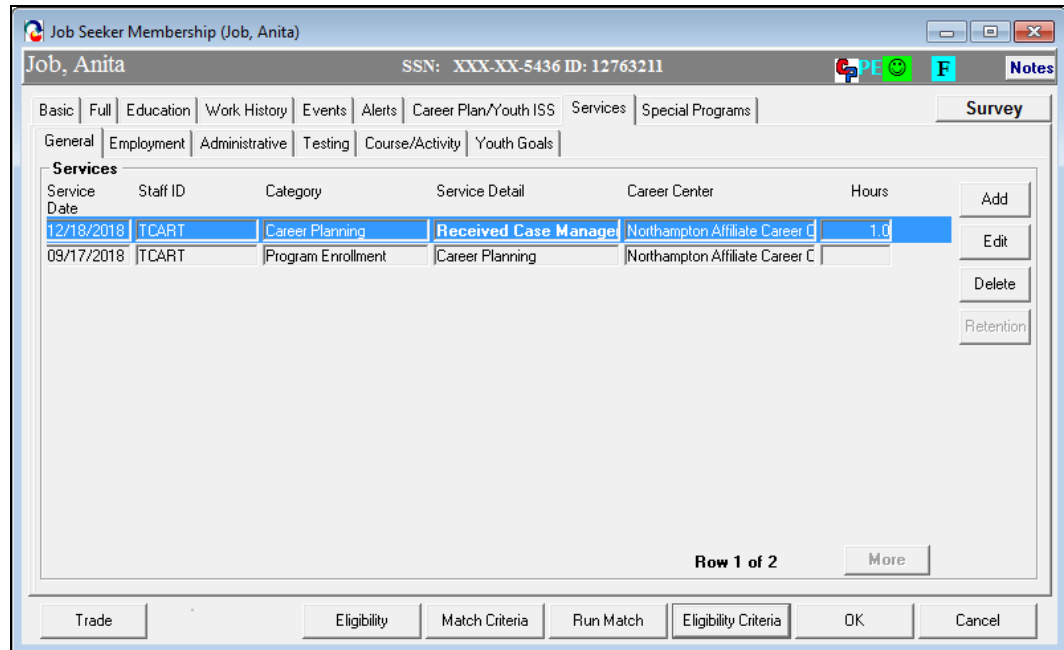 Job Seeker Membership (Job, Anita)
Job, Anita SSN: XXX-XX-5436 ID: 12763211 CP PE F Notes
Basic Full Education Work History Events Alerts Career Plan/Youth ISS Services Special Programs Survey
General Employment Administrative Testing Course/Activity Youth Goals
Services
Service Date Staff ID Category Service Detail Career Center Hours
Add
12/18/2018 TCART Career Planning Received Case Manage Northampton Affiliate Career C 1.0
Edit
09/17/2018 TCART Program Enrollment Career Planning Northampton Affiliate Career C
Delete
Retention
Row 1 of 2 More
Trade Eligibility Match Criteria Run Match Eligibility Criteria OK Cancel